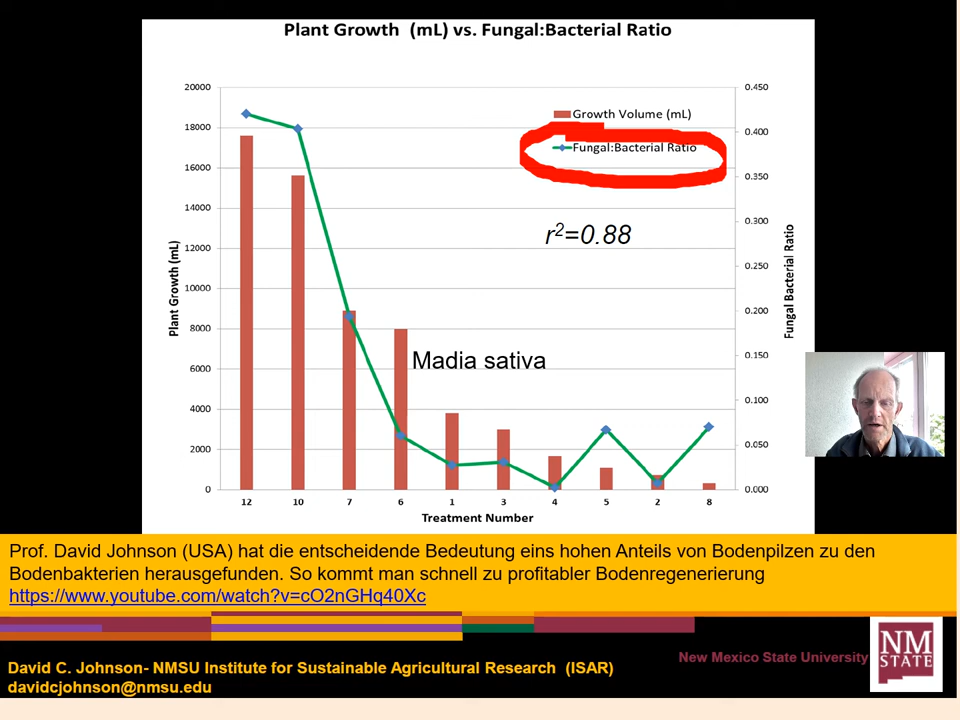 Plant Growth (mL) vs. Fungal:Bacterial Ratio
20000
18000
16000
14000
12000
10000
8000
6000
4000
2000
0
Plant Growth (mL)
0.450
0.400
0.350
0.300
0.250
0.200
0.150
0.100
0.050
0.000
Fungal Bacterial Ratio
Growth Volume (mL)
Fungal:Bacterial Ratio
r²=0.88
Madia sativa
12 10 7 6 1 3 4 5 2 8
Treatment Number
Prof. David Johnson (USA) hat die entscheidende Bedeutung eins hohen Anteils von Bodenpilzen zu den
Bodenbakterien herausgefunden. So kommt man schnell zu profitabler Bodenregenerierung
https://www.youtube.com/watch?v=cO2nGHq40Xc
David C. Johnson- NMSU Institute for Sustainable Agricultural Research (ISAR)
davidcjohnson@nmsu.edu
New Mexico State University
NM
STATE